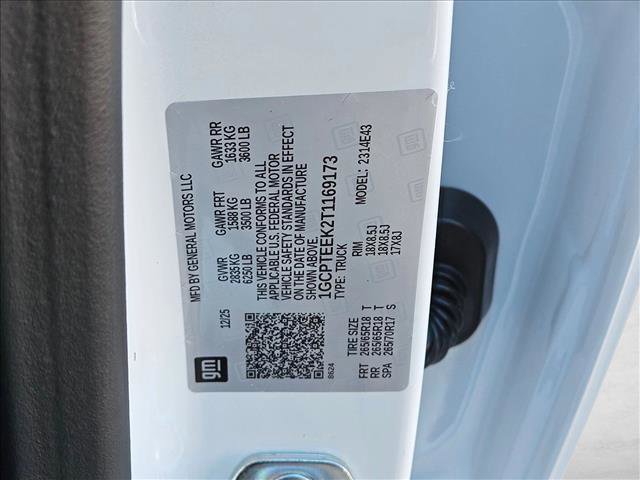 MFD BY GENERAL MOTORS LLC
12/25
GVWR GAWR FRT GAWR RR
2835 KG 1588 KG 1633 KG
6250 LB 3500 LB 3600 LB
THIS VEHICLE CONFORMS TO ALL
APPLICABLE U.S. FEDERAL MOTOR
VEHICLE SAFETY STANDARDS IN EFFECT
ON THE DATE OF MANUFACTURE
SHOWN ABOVE.
1GCPTEEK2T1169173
TYPE: TRUCK MODEL: 2314E43
TIRE SIZE RIM
FRT 265/65R18 T 18X8.5J
RR 265/65R18 T 18X8.5J
SPA 265/70R17 S 17X8J
gm
8624